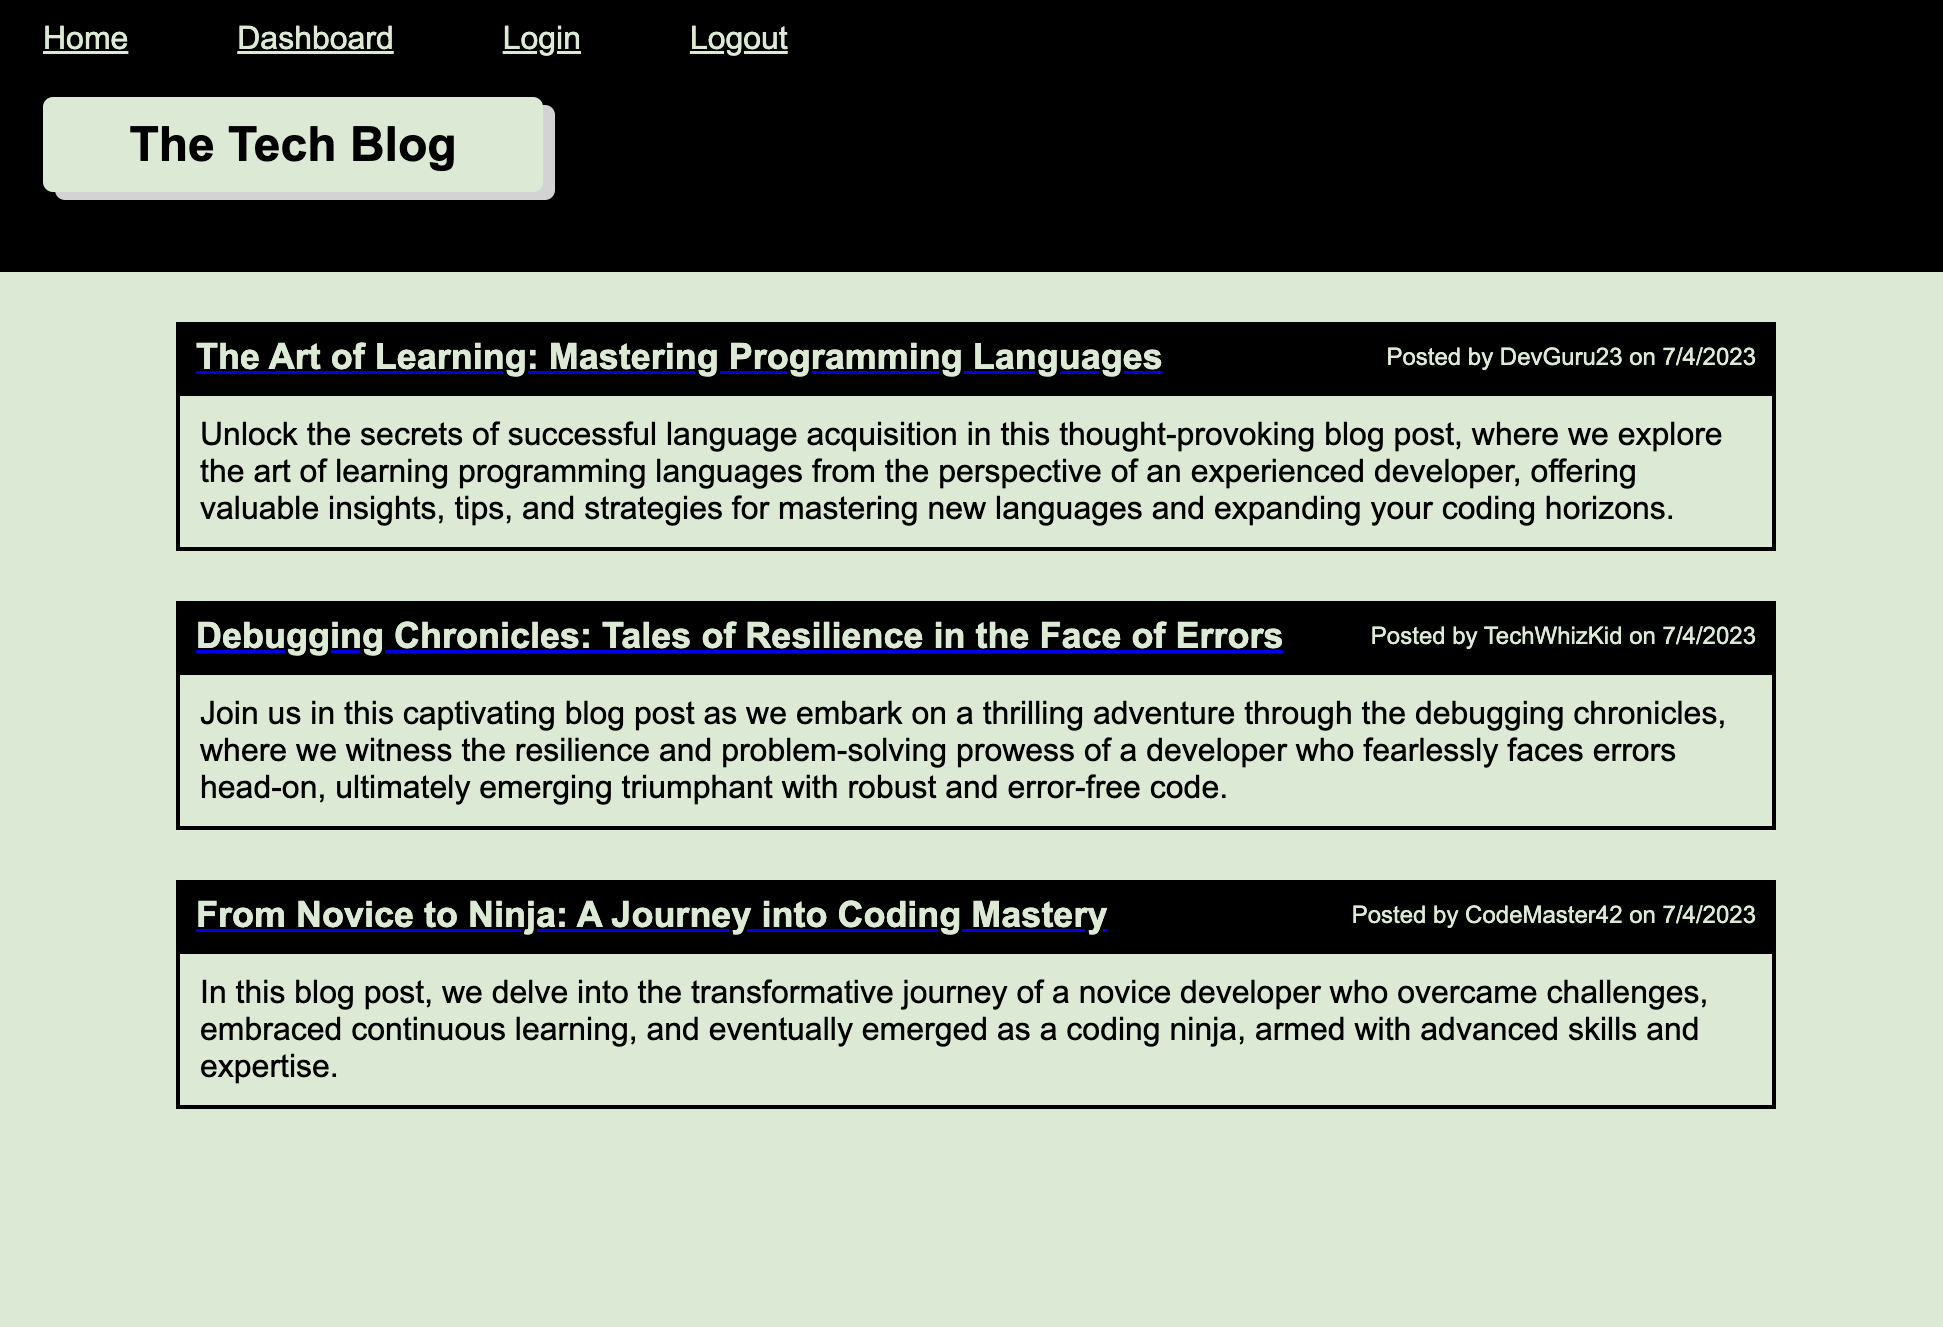 Home Dashboard Login Logout
The Tech Blog
The Art of Learning: Mastering Programming Languages Posted by DevGuru23 on 7/4/2023
Unlock the secrets of successful language acquisition in this thought-provoking blog post, where we explore
the art of learning programming languages from the perspective of an experienced developer, offering
valuable insights, tips, and strategies for mastering new languages and expanding your coding horizons.
Debugging Chronicles: Tales of Resilience in the Face of Errors Posted by TechWhizKid on 7/4/2023
Join us in this captivating blog post as we embark on a thrilling adventure through the debugging chronicles,
where we witness the resilience and problem-solving prowess of a developer who fearlessly faces errors
head-on, ultimately emerging triumphant with robust and error-free code.
From Novice to Ninja: A Journey into Coding Mastery Posted by CodeMaster42 on 7/4/2023
In this blog post, we delve into the transformative journey of a novice developer who overcame challenges,
embraced continuous learning, and eventually emerged as a coding ninja, armed with advanced skills and
expertise.